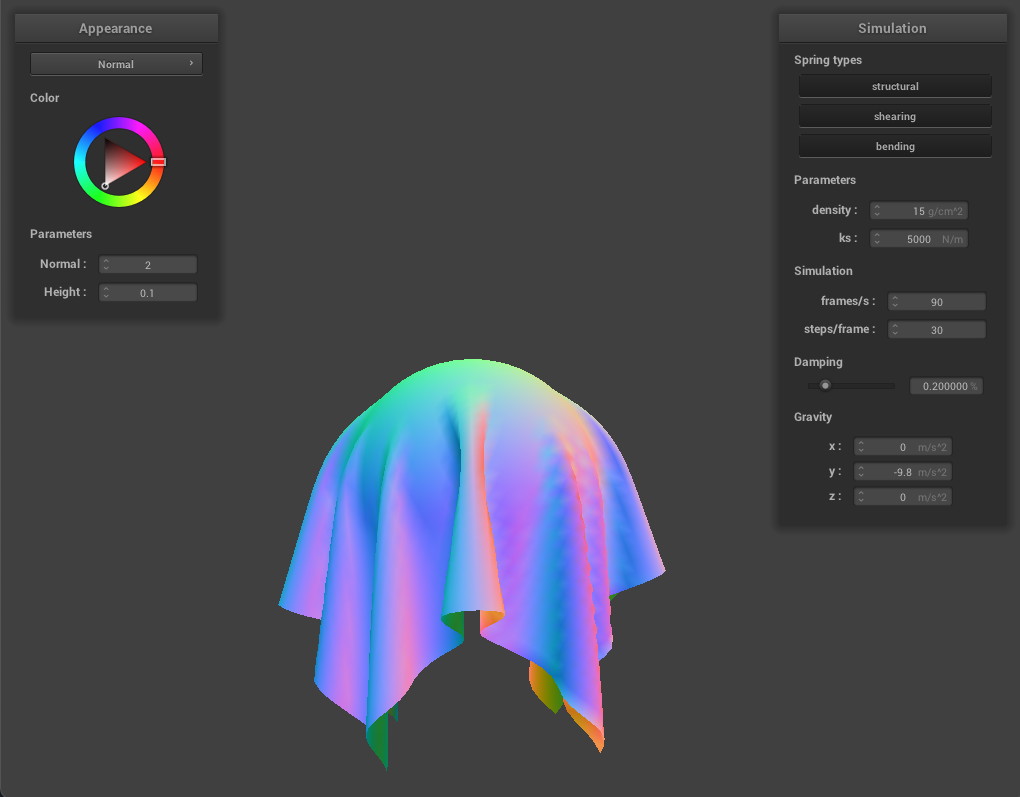 Appearance
Normal ›
Color
Parameters
Normal : 2
Height : 0.1
Simulation
Spring types
structural
shearing
bending
Parameters
density : 15 g/cm^2
ks : 5000 N/m
Simulation
frames/s : 90
steps/frame : 30
Damping
0.200000 %
Gravity
x : 0 m/s^2
y : -9.8 m/s^2
z : 0 m/s^2